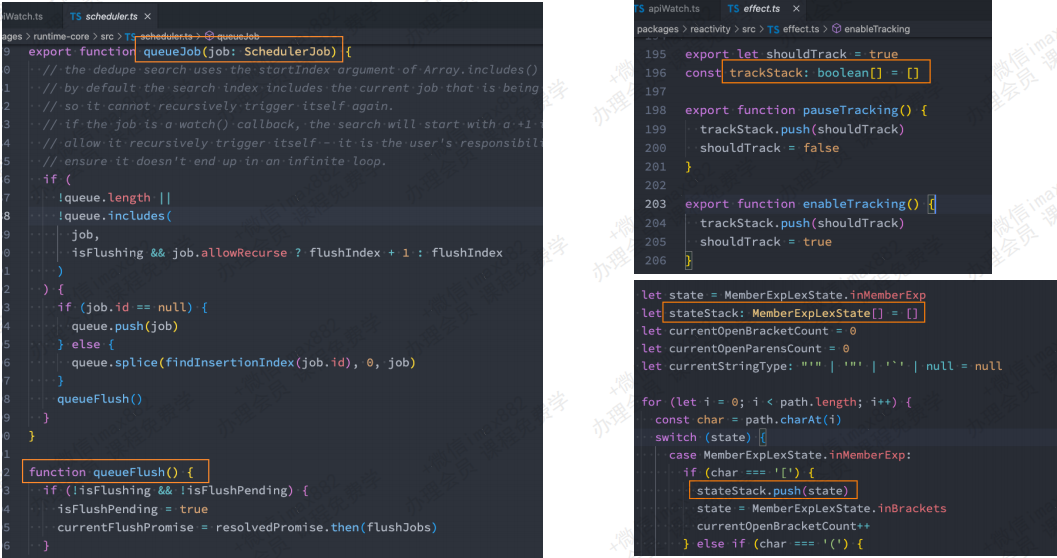 iWatch.ts TS scheduler.ts ×
ages > runtime-core > src > TS scheduler.ts > queueJob
9 export function queueJob(job: SchedulerJob) {
0 // the dedupe search uses the startIndex argument of Array.includes()
1 // by default the search index includes the current job that is being
2 // so it cannot recursively trigger itself again.
3 // if the job is a watch() callback, the search will start with a +1
4 // allow it recursively trigger itself - it is the user's responsibil
5 // ensure it doesn't end up in an infinite loop.
6 if (
7 !queue.length ||
8 !queue.includes(
9 job,
0 isFlushing && job.allowRecurse ? flushIndex + 1 : flushIndex
1 )
2 ) {
3 if (job.id == null) {
4 queue.push(job)
5 } else {
6 queue.splice(findInsertionIndex(job.id), 0, job)
7 }
8 queueFlush()
9 }
0 }
1
2 function queueFlush() {
3 if (!isFlushing && !isFlushPending) {
4 isFlushPending = true
5 currentFlushPromise = resolvedPromise.then(flushJobs)
6 }
TS apiWatch.ts TS effect.ts ×
packages > reactivity > src > TS effect.ts > enableTracking
195 export let shouldTrack = true
196 const trackStack: boolean[] = []
197
198 export function pauseTracking() {
199 trackStack.push(shouldTrack)
200 shouldTrack = false
201 }
202
203 export function enableTracking() {
204 trackStack.push(shouldTrack)
205 shouldTrack = true
206 }
let state = MemberExpLexState.inMemberExp
let stateStack: MemberExpLexState[] = []
let currentOpenBracketCount = 0
let currentOpenParensCount = 0
let currentStringType: "'" | '"' | '`' | null = null
for (let i = 0; i < path.length; i++) {
const char = path.charAt(i)
switch (state) {
case MemberExpLexState.inMemberExp:
if (char === '[') {
stateStack.push(state)
state = MemberExpLexState.inBrackets
currentOpenBracketCount++
} else if (char === '(') {